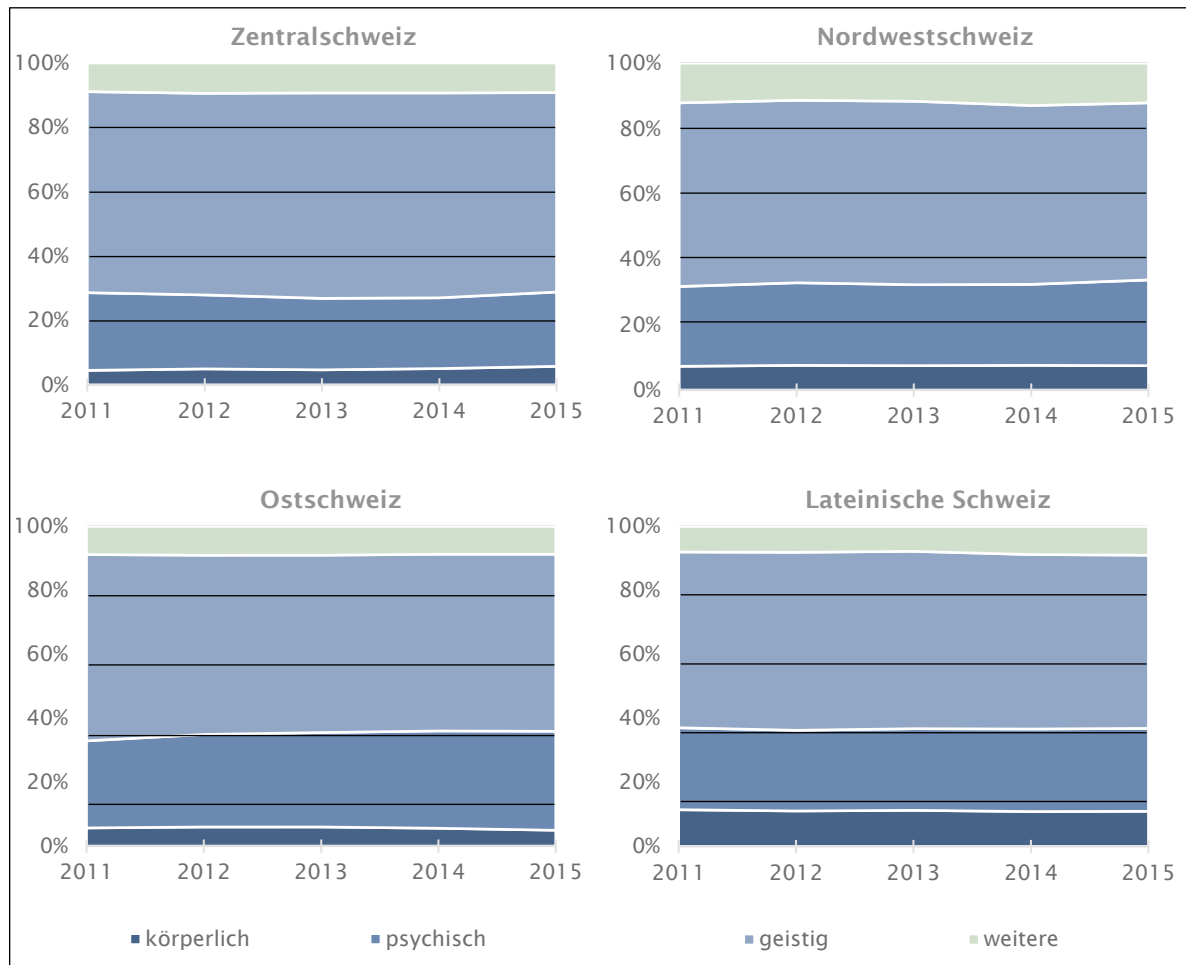 Zentralschweiz
100%
80%
60%
40%
20%
0%
2011 2012 2013 2014 2015
Nordwestschweiz
100%
80%
60%
40%
20%
0%
2011 2012 2013 2014 2015
Ostschweiz
100%
80%
60%
40%
20%
0%
2011 2012 2013 2014 2015
Lateinische Schweiz
100%
80%
60%
40%
20%
0%
2011 2012 2013 2014 2015
körperlich psychisch geistig weitere